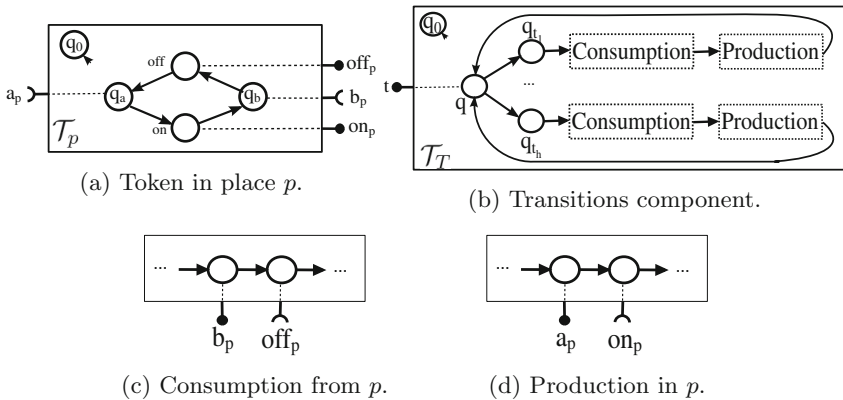 q0
off
off_p
a_p
q_a
q_b
b_p
on
on_p
𝒯_p
(a) Token in place p.
q0
q_t1
Consumption
Production
t
q
...
Consumption
Production
q_th
𝒯_T
(b) Transitions component.
... ...
b_p off_p
(c) Consumption from p.
... ...
a_p on_p
(d) Production in p.